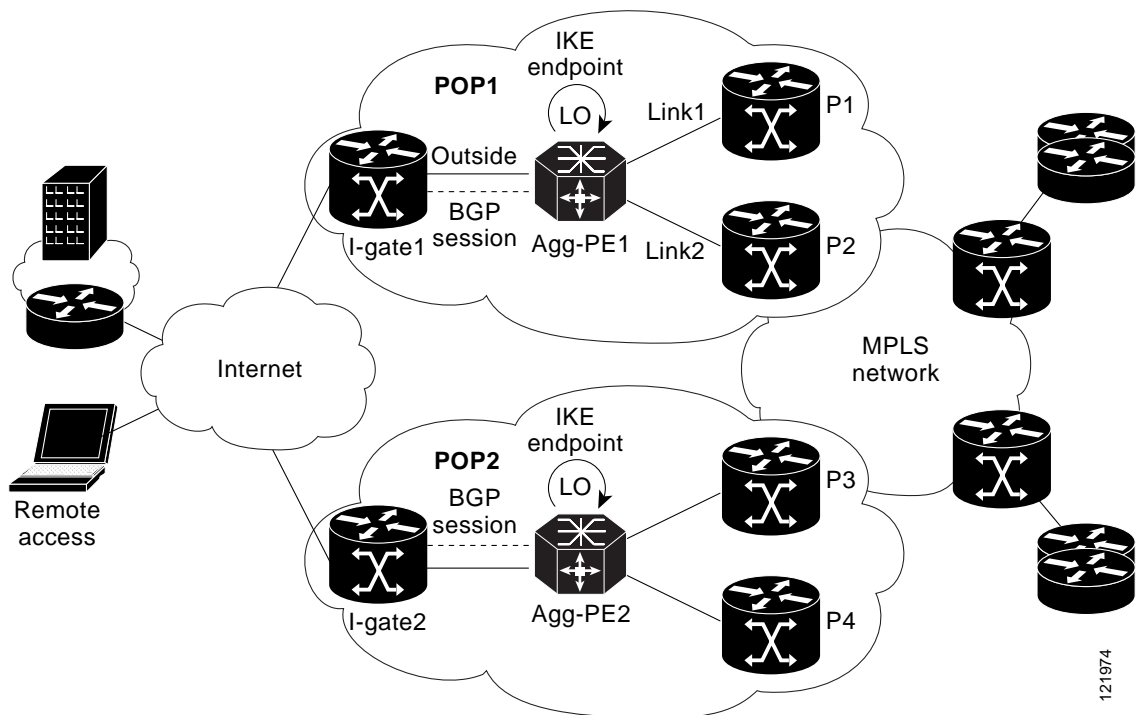 IKE
endpoint
POP1
LO
Link1
P1
Outside
BGP
session
I-gate1
Agg-PE1
Link2
P2
Internet
MPLS
network
Remote
access
IKE
endpoint
POP2
LO
BGP
session
P3
I-gate2
Agg-PE2
P4
121974